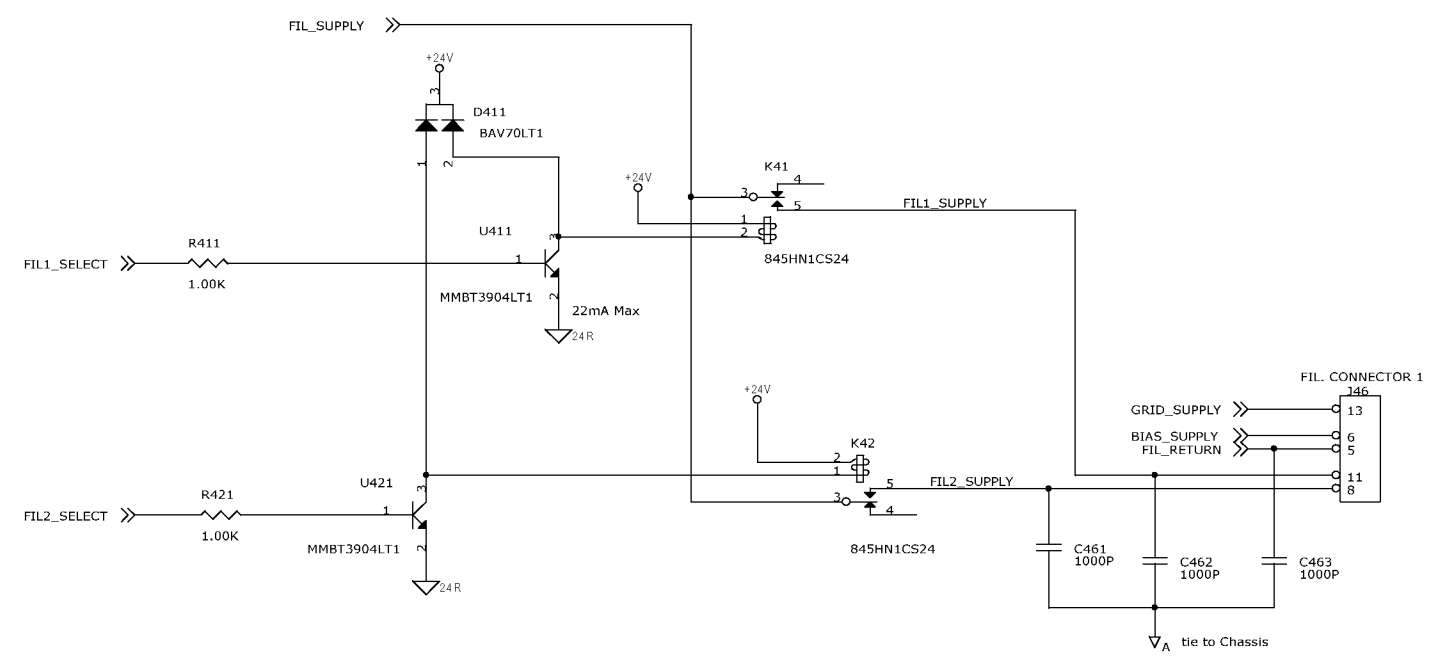 FIL_SUPPLY
+24V
3
D411
BAV70LT1
1
2
K41
4
+24V
3
5
FIL1_SUPPLY
1
U411
3
2
R411
845HN1CS24
FIL1_SELECT
1
1.00K
MMBT3904LT1
2
22mA Max
24R
FIL. CONNECTOR 1
J46
+24V
GRID_SUPPLY
13
BIAS_SUPPLY
6
K42
FIL_RETURN
5
2
1
11
U421
3
5
FIL2_SUPPLY
8
R421
3
FIL2_SELECT
1
4
1.00K
MMBT3904LT1
2
845HN1CS24
C461
1000P
C462
1000P
C463
1000P
24R
A
tie to Chassis